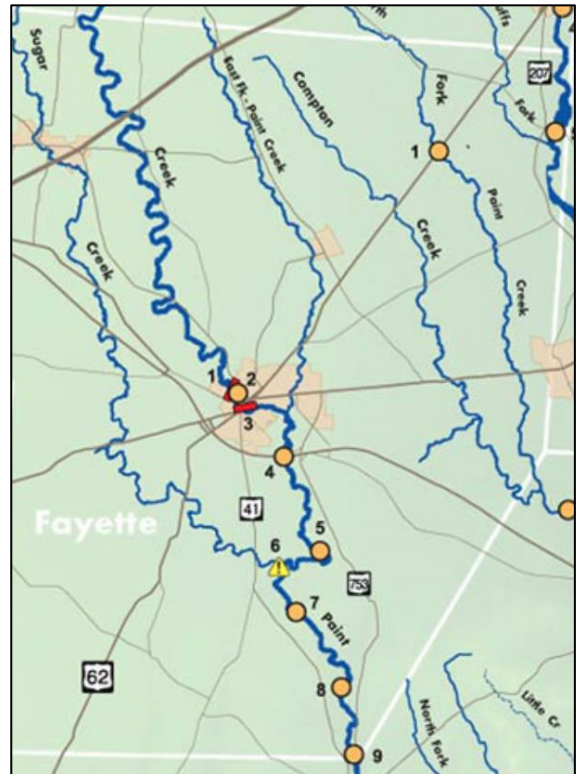 Sugar
Creek
Creek
East Fk - Paint Creek
Compton
Creek
Fork
Paint
Creek
Fork
207
1
1
2
3
4
41
5
6
753
7
Paint
8
9
Fayette
62
North Fork
Little Cr